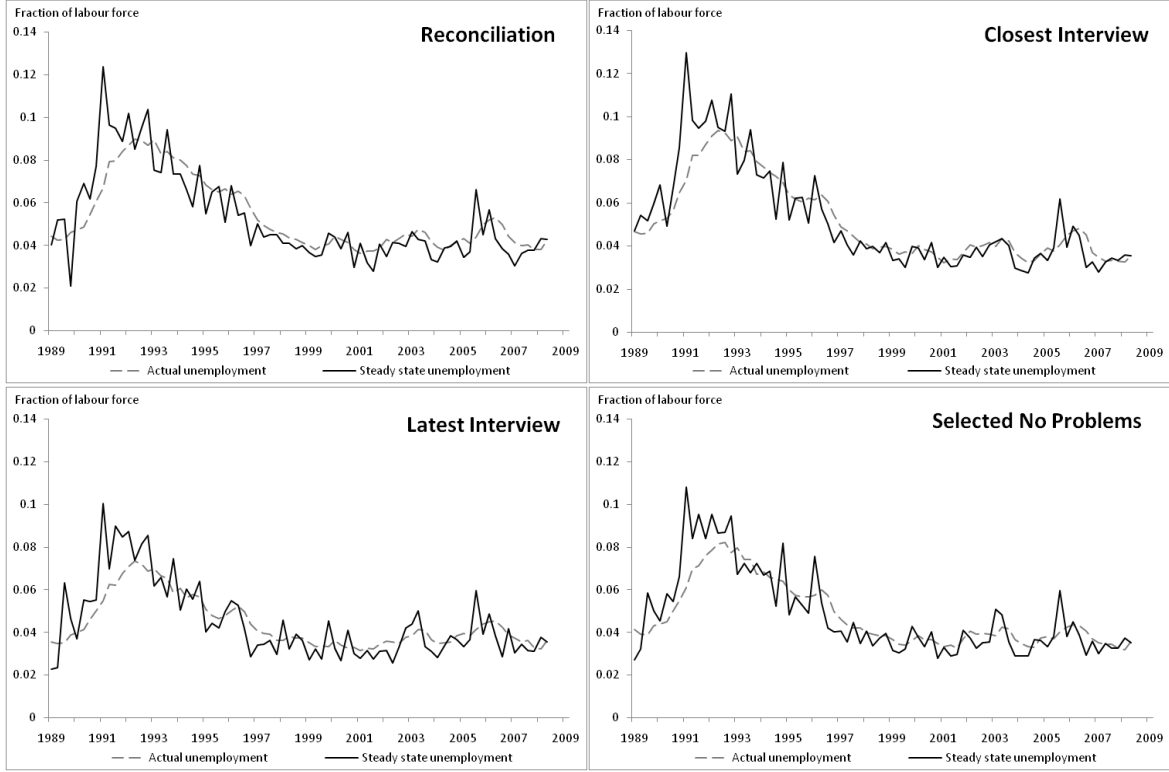 Fraction of labour force
Reconciliation
0.14
0.12
0.1
0.08
0.06
0.04
0.02
0
1989 1991 1993 1995 1997 1999 2001 2003 2005 2007 2009
Actual unemployment Steady state unemployment
Fraction of labour force
Closest Interview
0.14
0.12
0.1
0.08
0.06
0.04
0.02
0
1989 1991 1993 1995 1997 1999 2001 2003 2005 2007 2009
Actual unemployment Steady state unemployment
Fraction of labour force
Latest Interview
0.14
0.12
0.1
0.08
0.06
0.04
0.02
0
1989 1991 1993 1995 1997 1999 2001 2003 2005 2007 2009
Actual unemployment Steady state unemployment
Fraction of labour force
Selected No Problems
0.14
0.12
0.1
0.08
0.06
0.04
0.02
0
1989 1991 1993 1995 1997 1999 2001 2003 2005 2007 2009
Actual unemployment Steady state unemployment